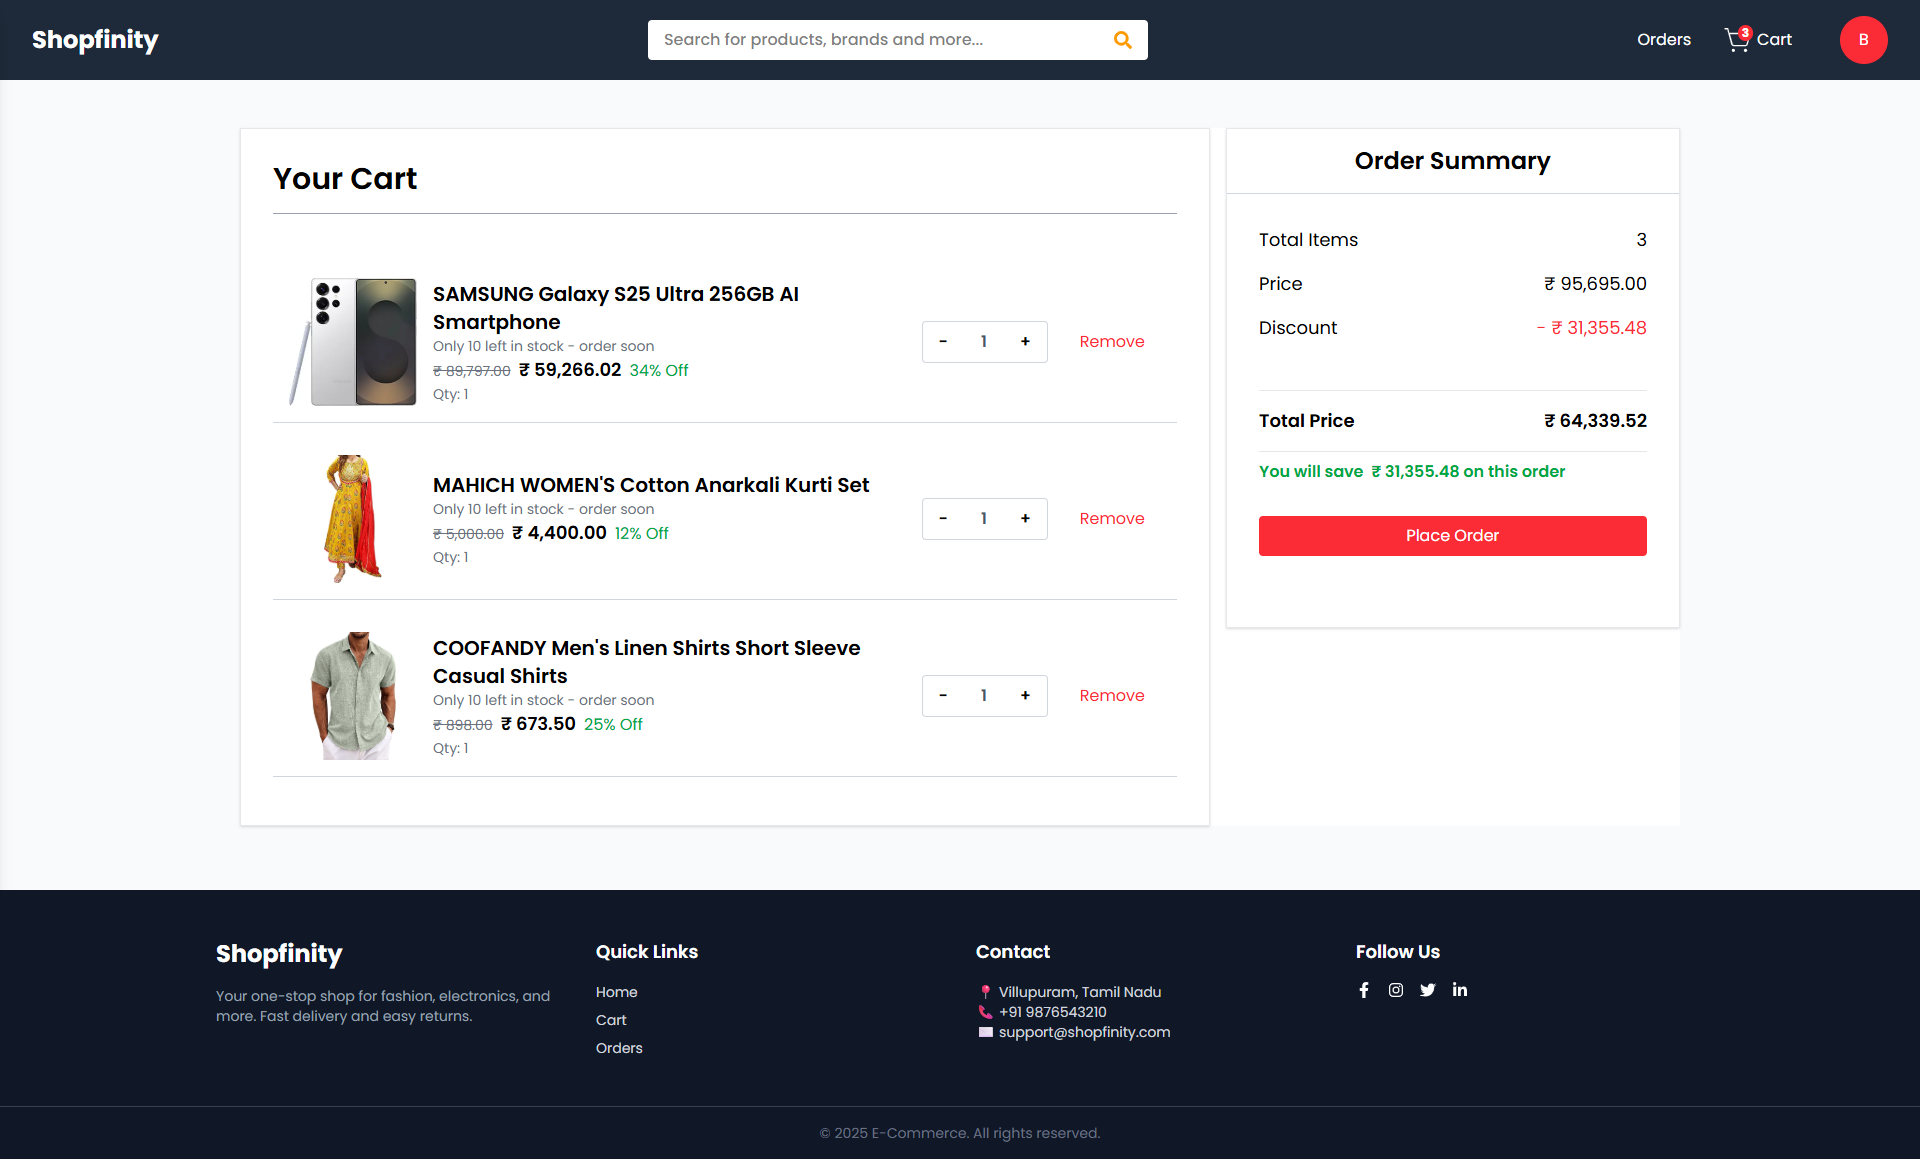 Shopfinity
Search for products, brands and more...
Orders
3
Cart
B
Your Cart
SAMSUNG Galaxy S25 Ultra 256GB AI
Smartphone
Only 10 left in stock - order soon
₹ 89,797.00 ₹ 59,266.02 34% Off
Qty: 1
- 1 +
Remove
MAHICH WOMEN'S Cotton Anarkali Kurti Set
Only 10 left in stock - order soon
₹ 5,000.00 ₹ 4,400.00 12% Off
Qty: 1
- 1 +
Remove
COOFANDY Men's Linen Shirts Short Sleeve
Casual Shirts
Only 10 left in stock - order soon
₹ 898.00 ₹ 673.50 25% Off
Qty: 1
- 1 +
Remove
Order Summary
Total Items 3
Price ₹ 95,695.00
Discount - ₹ 31,355.48
Total Price ₹ 64,339.52
You will save ₹ 31,355.48 on this order
Place Order
Shopfinity
Your one-stop shop for fashion, electronics, and
more. Fast delivery and easy returns.
Quick Links
Home
Cart
Orders
Contact
Villupuram, Tamil Nadu
+91 9876543210
support@shopfinity.com
Follow Us
© 2025 E-Commerce. All rights reserved.